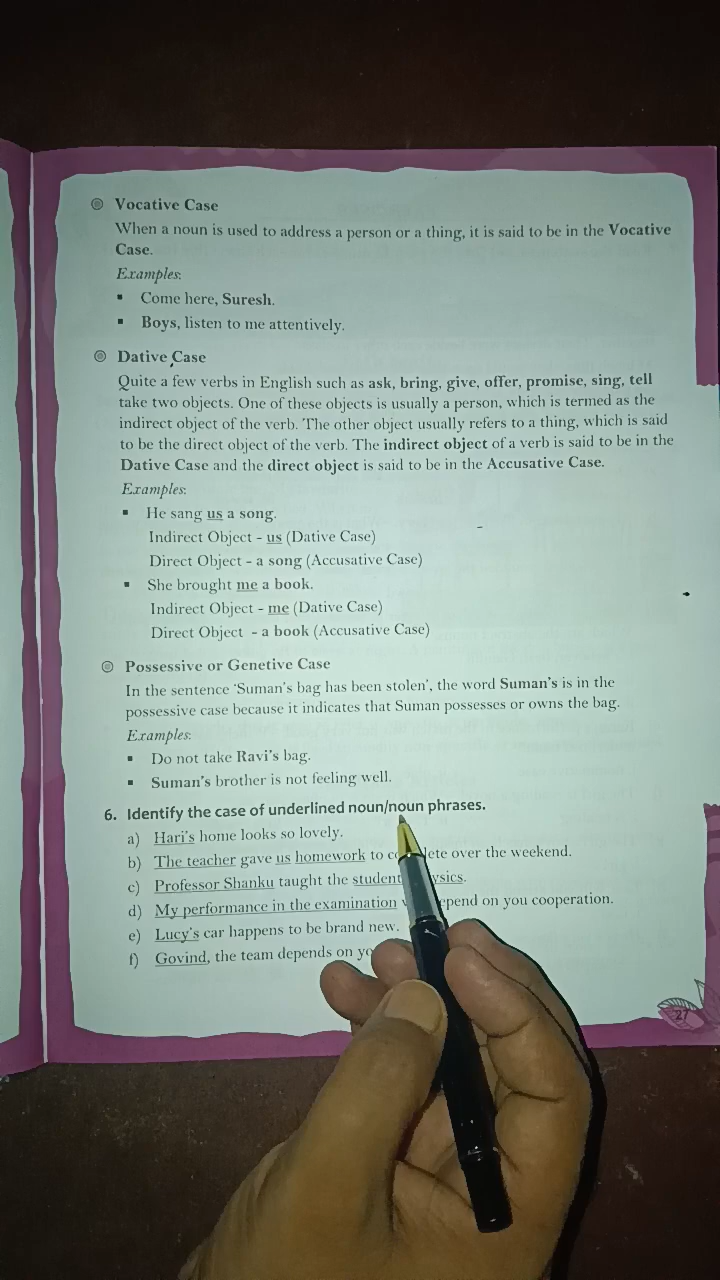 Vocative Case
When a noun is used to address a person or a thing, it is said to be in the Vocative
Case.
Examples:
▪ Come here, Suresh.
▪ Boys, listen to me attentively.
Dative Case
Quite a few verbs in English such as ask, bring, give, offer, promise, sing, tell
take two objects. One of these objects is usually a person, which is termed as the
indirect object of the verb. The other object usually refers to a thing, which is said
to be the direct object of the verb. The indirect object of a verb is said to be in the
Dative Case and the direct object is said to be in the Accusative Case.
Examples:
▪ He sang us a song.
Indirect Object - us (Dative Case)
Direct Object - a song (Accusative Case)
▪ She brought me a book.
Indirect Object - me (Dative Case)
Direct Object - a book (Accusative Case)
Possessive or Genetive Case
In the sentence 'Suman's bag has been stolen', the word Suman's is in the
possessive case because it indicates that Suman possesses or owns the bag.
Examples:
▪ Do not take Ravi's bag.
▪ Suman's brother is not feeling well.
6. Identify the case of underlined noun/noun phrases.
a) Hari's home looks so lovely.
b) The teacher gave us homework to over the weekend.
c) Professor Shanku taught the
d) My performance in the examination on you cooperation.
e) Lucy's car happens to be brand new.
f) Govind, the team depends on
27